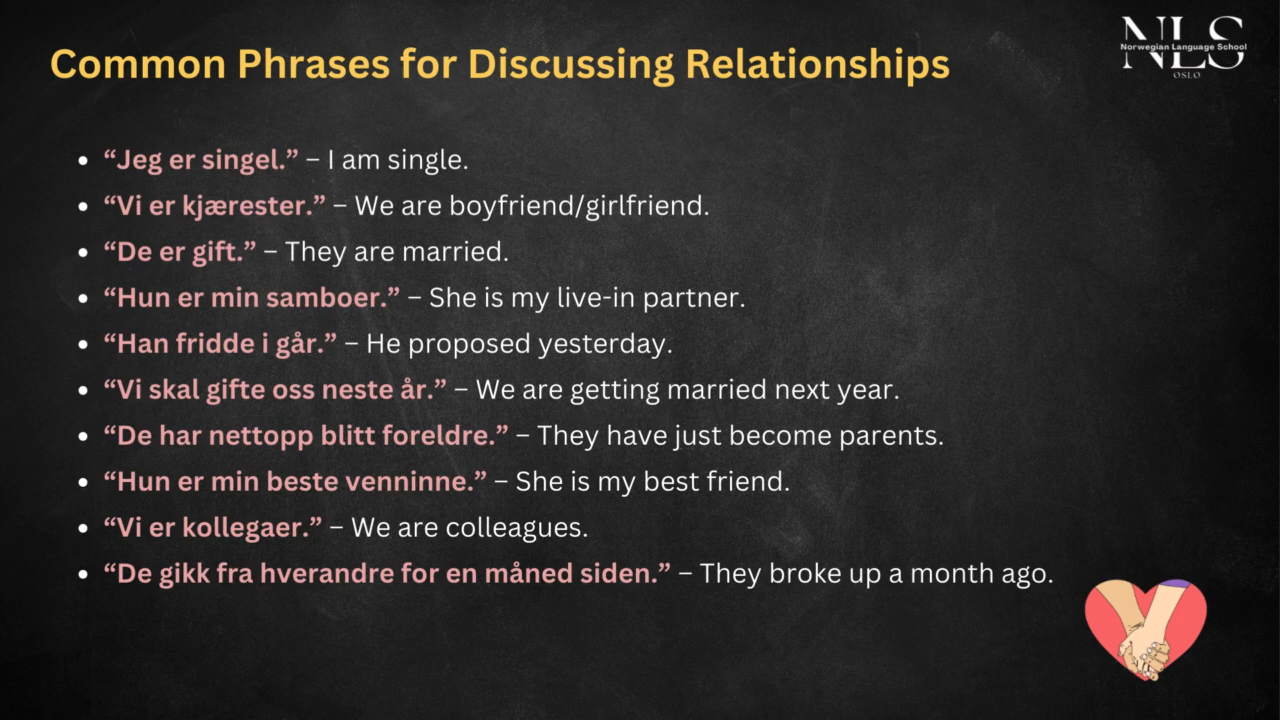 NLS
Norwegian Language School
OSLO
Common Phrases for Discussing Relationships
• “Jeg er singel.” – I am single.
• “Vi er kjærester.” – We are boyfriend/girlfriend.
• “De er gift.” – They are married.
• “Hun er min samboer.” – She is my live-in partner.
• “Han fridde i går.” – He proposed yesterday.
• “Vi skal gifte oss neste år.” – We are getting married next year.
• “De har nettopp blitt foreldre.” – They have just become parents.
• “Hun er min beste venninne.” – She is my best friend.
• “Vi er kollegaer.” – We are colleagues.
• “De gikk fra hverandre for en måned siden.” – They broke up a month ago.